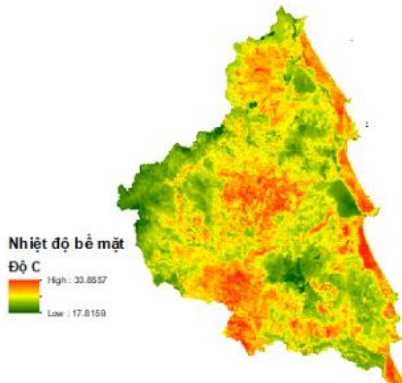 Nhiệt độ bề mặt
Độ C
High : 33.8557
Low : 17.8159